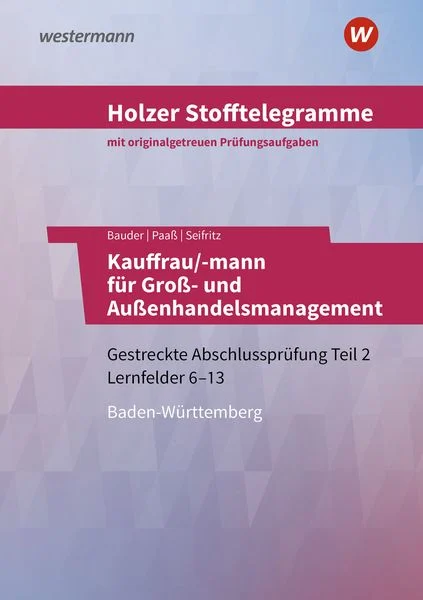 westermann
W
Holzer Stofftelegramme
mit originalgetreuen Prüfungsaufgaben
Bauder | Paaß | Seifritz
Kauffrau/-mann
für Groß- und
Außenhandelsmanagement
Gestreckte Abschlussprüfung Teil 2
Lernfelder 6–13
Baden-Württemberg